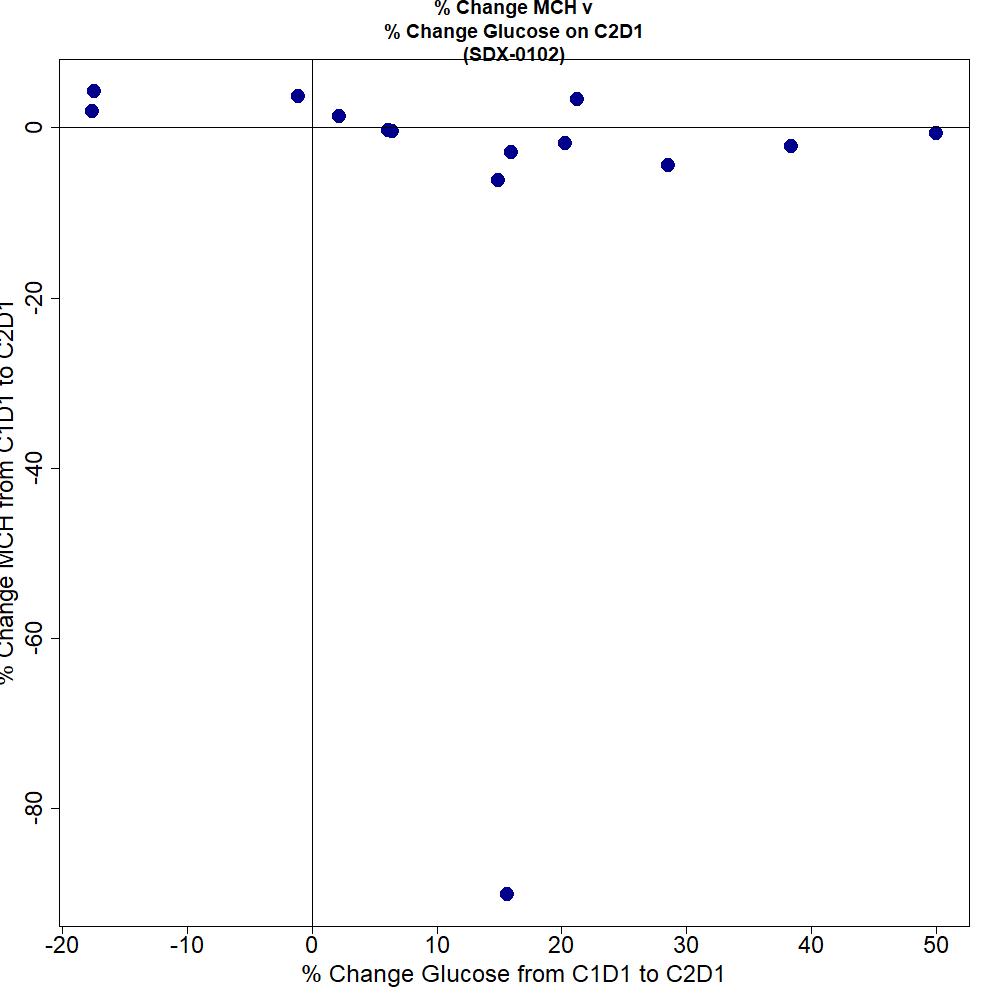 % Change MCH v
% Change Glucose on C2D1
(SDX-0102)
% Change MCH from C1D1 to C2D1
0
-20
-40
-60
-80
-20 -10 0 10 20 30 40 50
% Change Glucose from C1D1 to C2D1